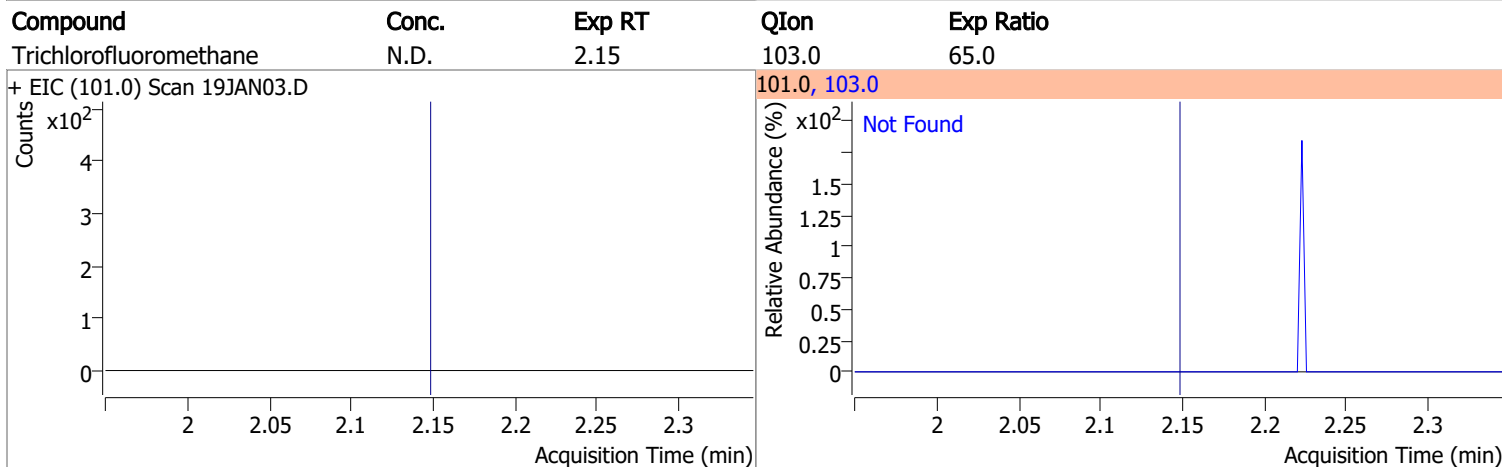 Compound Conc. Exp RT QIon Exp Ratio
Trichlorofluoromethane N.D. 2.15 103.0 65.0
+ EIC (101.0) Scan 19JAN03.D
Counts
x10²
4
3
2
1
0
2 2.05 2.1 2.15 2.2 2.25 2.3
Acquisition Time (min)
101.0, 103.0
Relative Abundance (%)
x10²
Not Found
1.5
1.25
1
0.75
0.5
0.25
0
2 2.05 2.1 2.15 2.2 2.25 2.3
Acquisition Time (min)